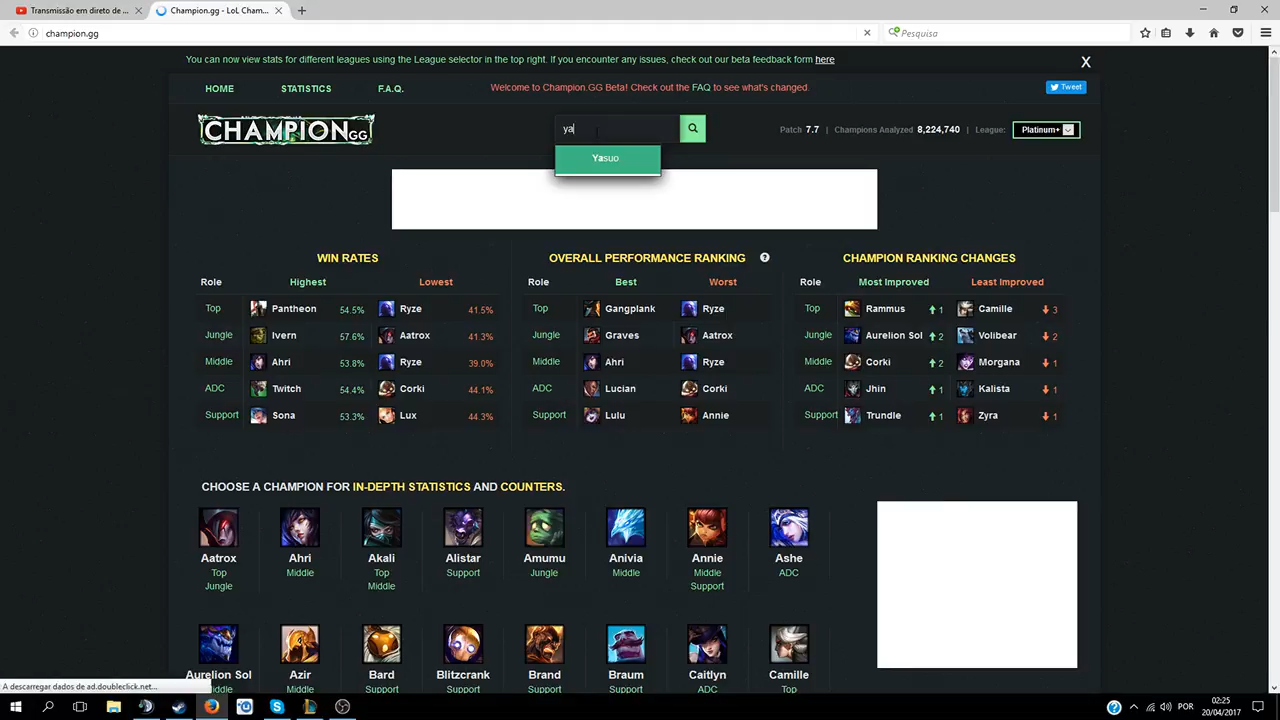 Transmissão em direto de ...
Champion.gg - LoL Cham...
champion.gg
Pesquisa
You can now view stats for different leagues using the League selector in the top right. If you encounter any issues, check out our beta feedback form here
X
HOME STATISTICS F.A.Q.
Welcome to Champion.GG Beta! Check out the FAQ to see what's changed.
Tweet
CHAMPION.GG
ya
Yasuo
Patch 7.7 | Champions Analyzed 8,224,740 | League: Platinum+
WIN RATES
Role Highest Lowest
Top Pantheon 54.5% Ryze 41.5%
Jungle Ivern 57.6% Aatrox 41.3%
Middle Ahri 53.8% Ryze 39.0%
ADC Twitch 54.4% Corki 44.1%
Support Sona 53.3% Lux 44.3%
OVERALL PERFORMANCE RANKING ?
Role Best Worst
Top Gangplank Ryze
Jungle Graves Aatrox
Middle Ahri Ryze
ADC Lucian Corki
Support Lulu Annie
CHAMPION RANKING CHANGES
Role Most Improved Least Improved
Top Rammus 1 Camille 3
Jungle Aurelion Sol 2 Volibear 2
Middle Corki 2 Morgana 1
ADC Jhin 1 Kalista 1
Support Trundle 1 Zyra 1
CHOOSE A CHAMPION FOR IN-DEPTH STATISTICS AND COUNTERS.
Aatrox Ahri Akali Alistar Amumu Anivia Annie Ashe
Top Middle Top Support Jungle Middle Middle ADC
Jungle Middle Support
Aurelion Sol Azir Bard Blitzcrank Brand Braum Caitlyn Camille
Middle Middle Support Support Support Support ADC Top
A descarregar dados de ad.doubleclick.net...
POR
02:25
20/04/2017